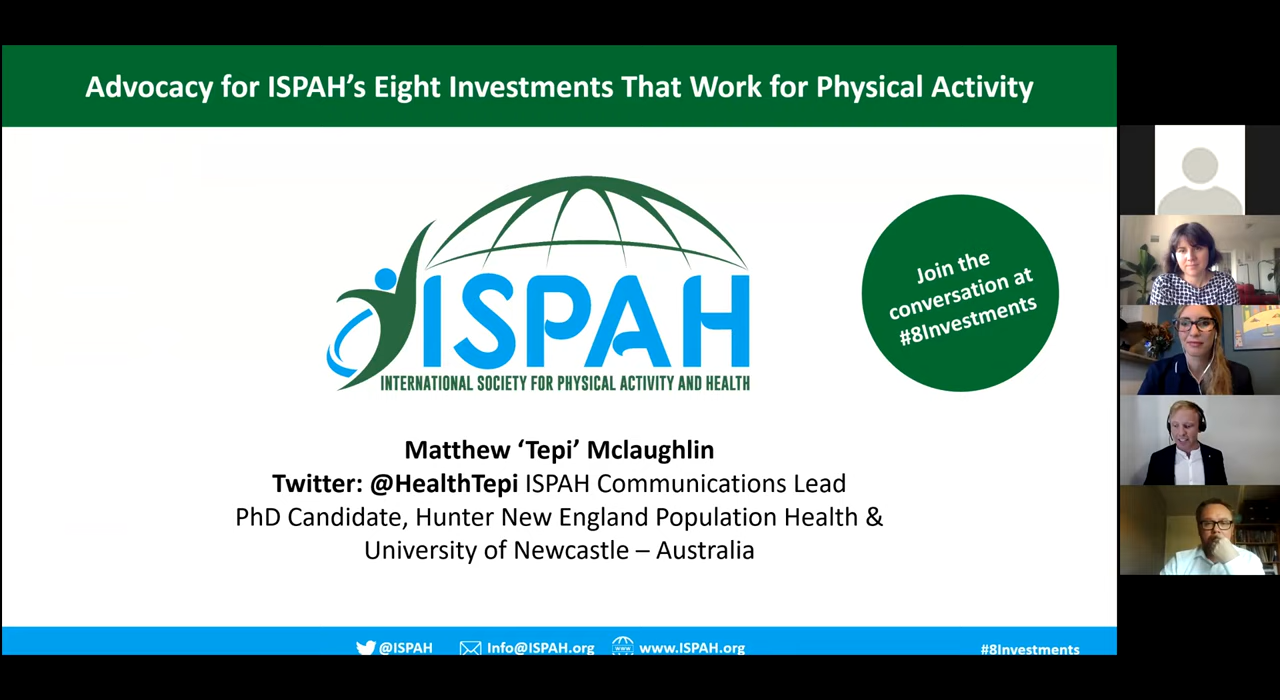 Advocacy for ISPAH's Eight Investments That Work for Physical Activity
ISPAH
INTERNATIONAL SOCIETY FOR PHYSICAL ACTIVITY AND HEALTH
Join the
conversation at
#8Investments
Matthew ‘Tepi’ Mclaughlin
Twitter: @HealthTepi ISPAH Communications Lead
PhD Candidate, Hunter New England Population Health &
University of Newcastle – Australia
@ISPAH Info@ISPAH.org www www.ISPAH.org #8Investments